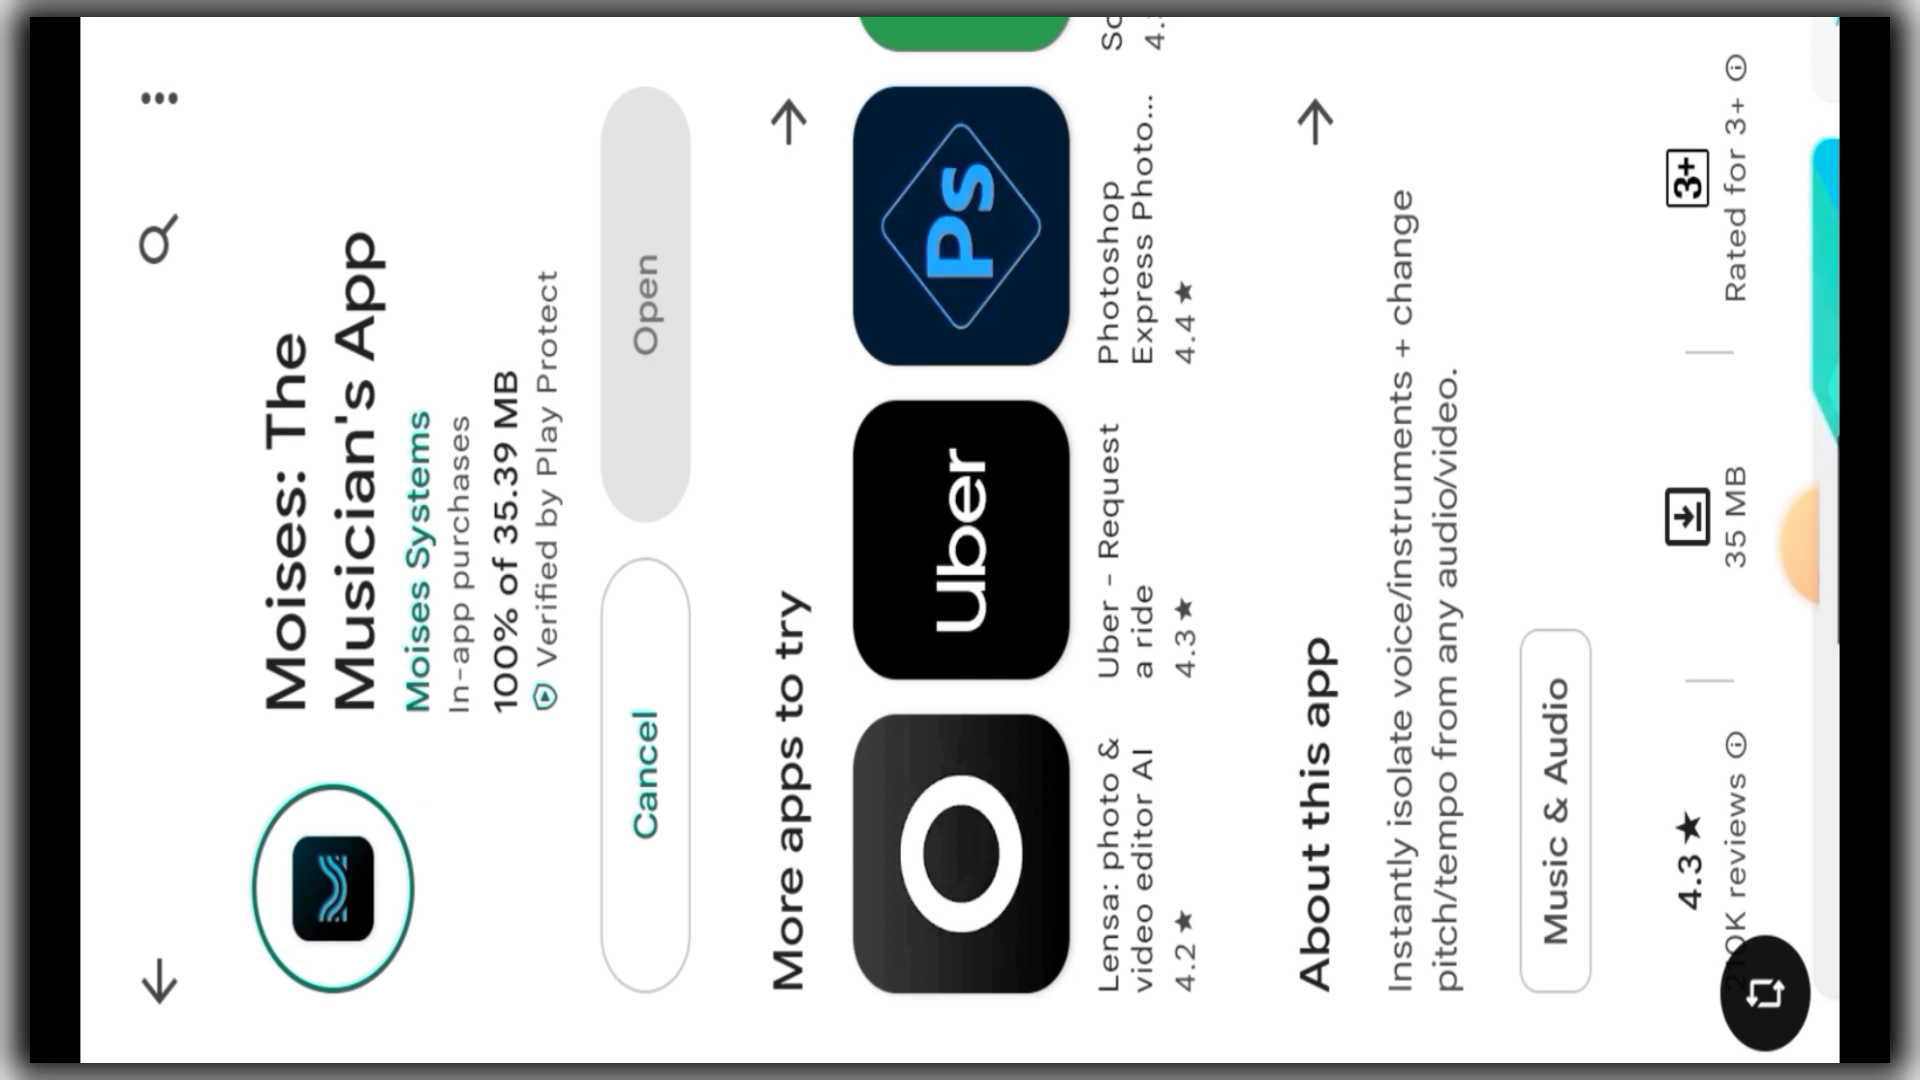 Moises: The
Musician's App
Moises Systems
In-app purchases
100% of 35.39 MB
Verified by Play Protect
Cancel
Open
More apps to try
Uber
Ps
Lensa: photo &
video editor AI
4.2 ★
Uber - Request
a ride
4.3 ★
Photoshop
Express Photo...
4.4 ★
About this app
Instantly isolate voice/instruments + change
pitch/tempo from any audio/video.
Music & Audio
4.3 ★
reviews
35 MB
3+
Rated for 3+